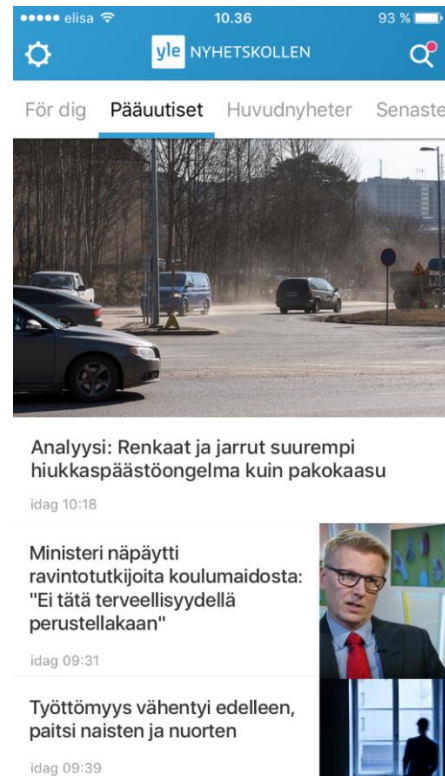 elisa 10.36 93 %
yle NYHETSKOLLEN
För dig Pääuutiset Huvudnyheter Senaste
Analyysi: Renkaat ja jarrut suurempi
hiukkaspäästöongelma kuin pakokaasu
idag 10:18
Ministeri näpäytti
ravintotutkijoita koulumaidosta:
"Ei tätä terveellisyydellä
perustellakaan"
idag 09:31
Työttömyys vähentyi edelleen,
paitsi naisten ja nuorten
idag 09:39